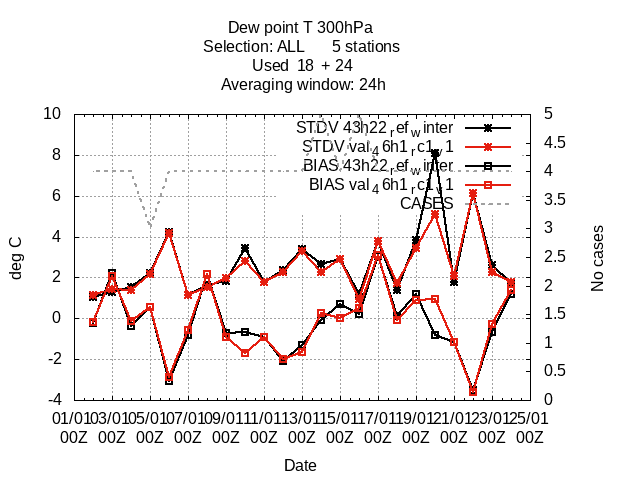 Dew point T 300hPa
Selection: ALL 5 stations
Used 18 + 24
Averaging window: 24h
10
8
6
4
2
0
-2
-4
deg C
5
4.5
4
3.5
3
2.5
2
1.5
1
0.5
0
No cases
STDV 43h22refwinter
STDV val46h1rc1v1
BIAS 43h22refwinter
BIAS val46h1rc1v1
CASES
01/01 03/01 05/01 07/01 09/01 11/01 13/01 15/01 17/01 19/01 21/01 23/01 25/01
00Z 00Z 00Z 00Z 00Z 00Z 00Z 00Z 00Z 00Z 00Z 00Z 00Z
Date